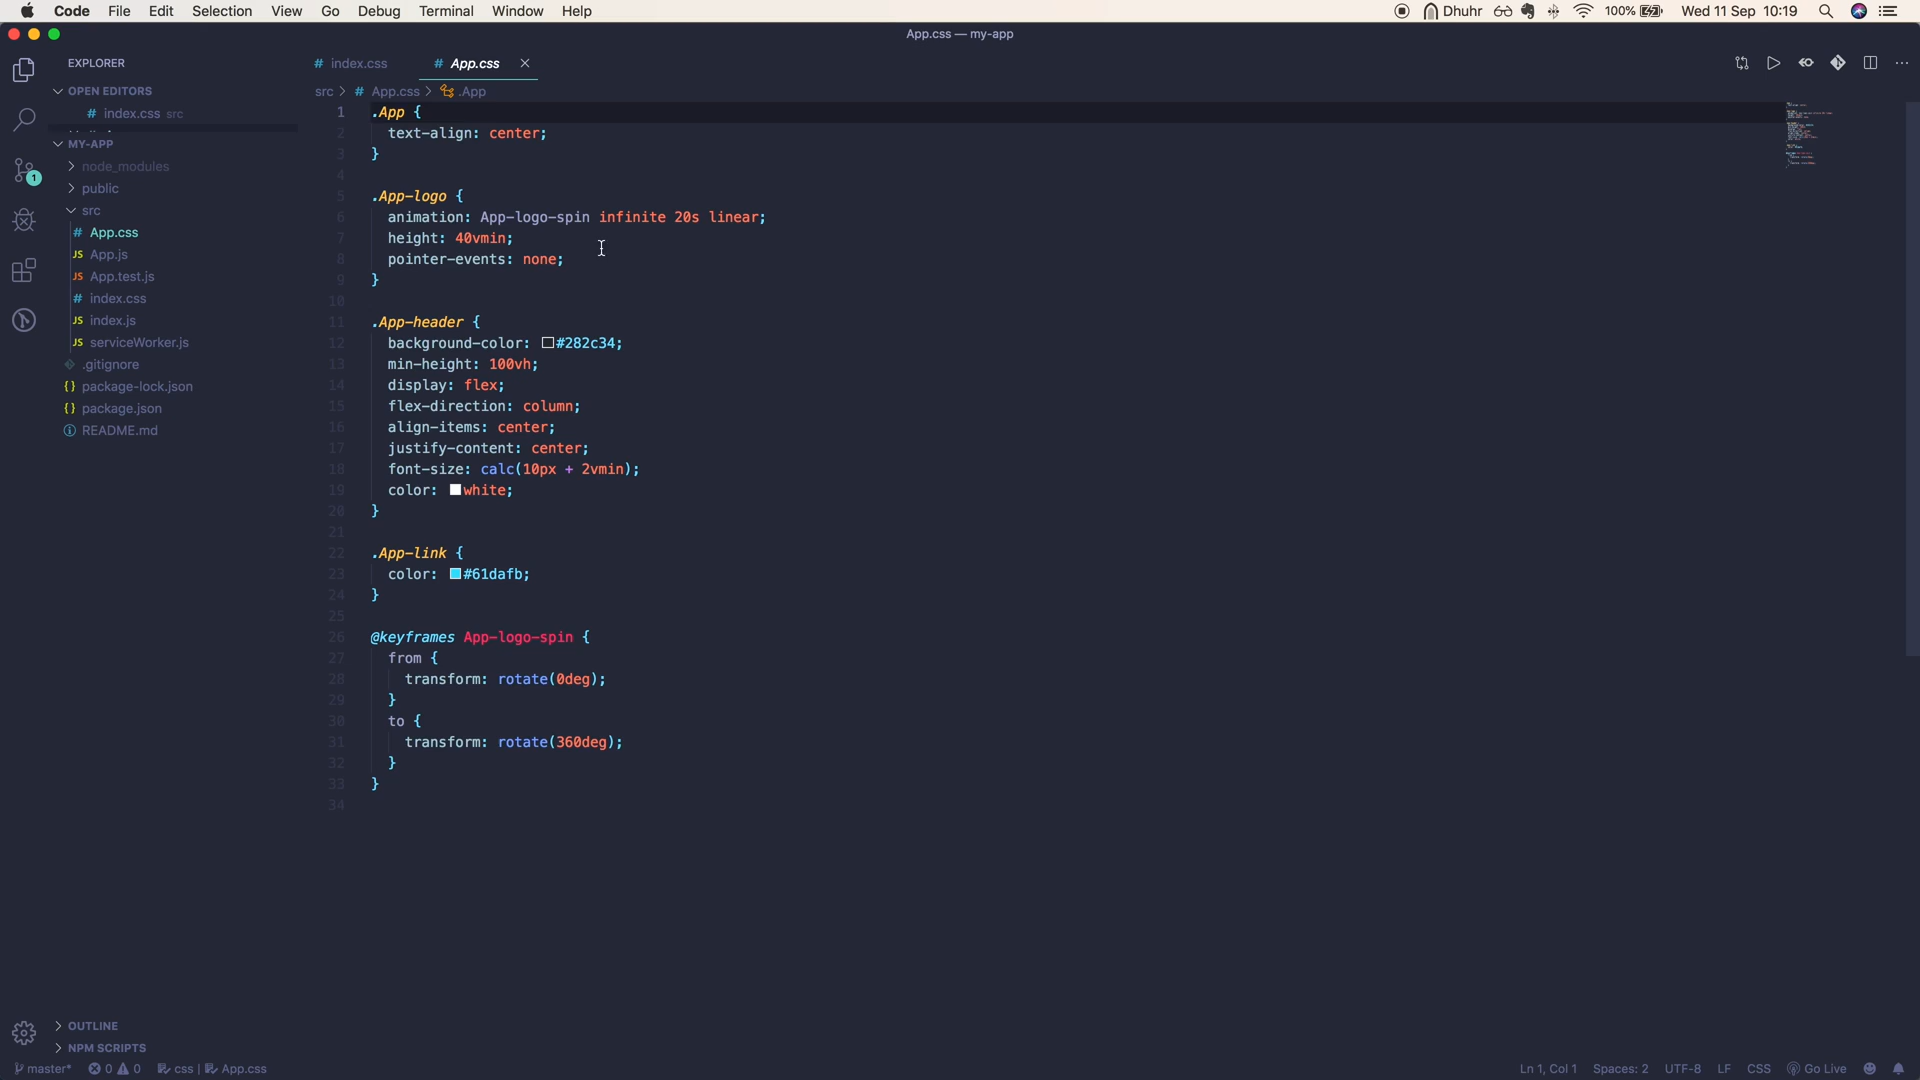 Code File Edit Selection View Go Debug Terminal Window Help Dhuhr 100% Wed 11 Sep 10:19
App.css — my-app
EXPLORER
# index.css # App.css
OPEN EDITORS
# index.css src
MY-APP
node_modules
public
src
# App.css
JS App.js
JS App.test.js
# index.css
JS index.js
JS serviceWorker.js
.gitignore
{} package-lock.json
{} package.json
README.md
OUTLINE
NPM SCRIPTS
1
src > # App.css > .App
1 .App {
2 text-align: center;
3 }
4
5 .App-logo {
6 animation: App-logo-spin infinite 20s linear;
7 height: 40vmin;
8 pointer-events: none;
9 }
10
11 .App-header {
12 background-color: #282c34;
13 min-height: 100vh;
14 display: flex;
15 flex-direction: column;
16 align-items: center;
17 justify-content: center;
18 font-size: calc(10px + 2vmin);
19 color: white;
20 }
21
22 .App-link {
23 color: #61dafb;
24 }
25
26 @keyframes App-logo-spin {
27 from {
28 transform: rotate(0deg);
29 }
30 to {
31 transform: rotate(360deg);
32 }
33 }
34
master* 0 0 css | App.css Ln 1, Col 1 Spaces: 2 UTF-8 LF CSS Go Live